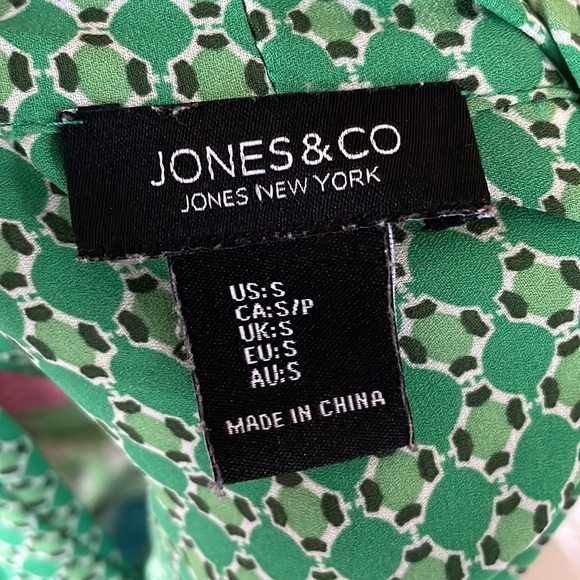 JONES & CO
JONES NEW YORK
US:S
CA:S/P
UK:S
EU:S
AU:S
MADE IN CHINA